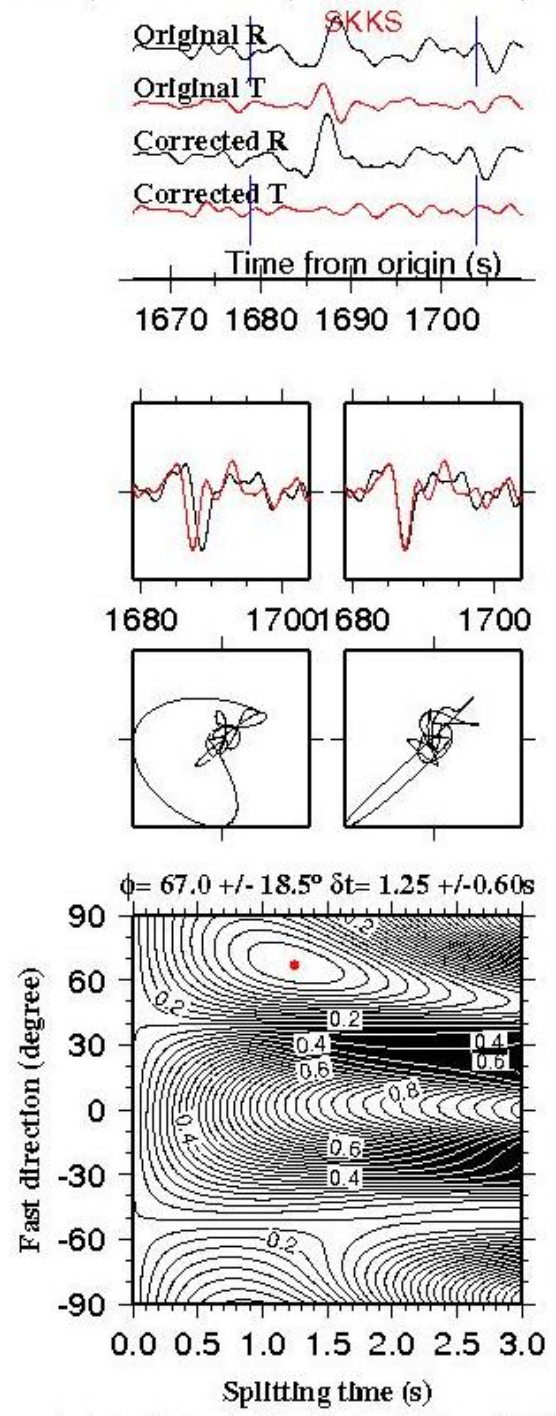 SKKS
Original R
Original T
Corrected R
Corrected T
Time from origin (s)
1670 1680 1690 1700
1680 1700 1680 1700
ϕ= 67.0 +/- 18.5° δt= 1.25 +/-0.60s
90
60
30
0
-30
-60
-90
Fast direction (degree)
0.2
0.2
0.4
0.4
0.6
0.6
0.8
0.4
0.6
0.4
0.2
0.0 0.5 1.0 1.5 2.0 2.5 3.0
Splitting time (s)